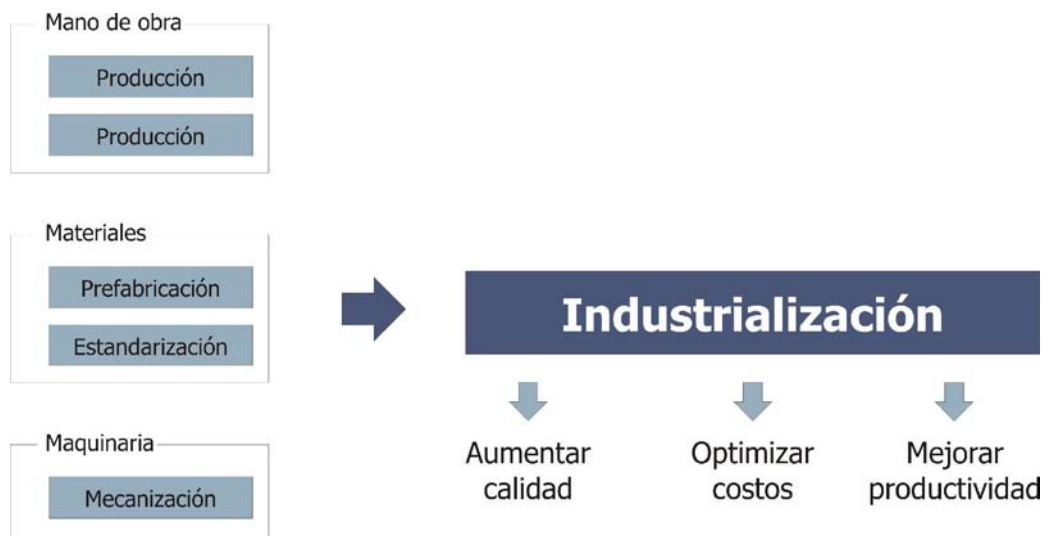 Mano de obra
Producción
Producción
Materiales
Prefabricación
Estandarización
Maquinaria
Mecanización
Industrialización
Aumentar
calidad
Optimizar
costos
Mejorar
productividad